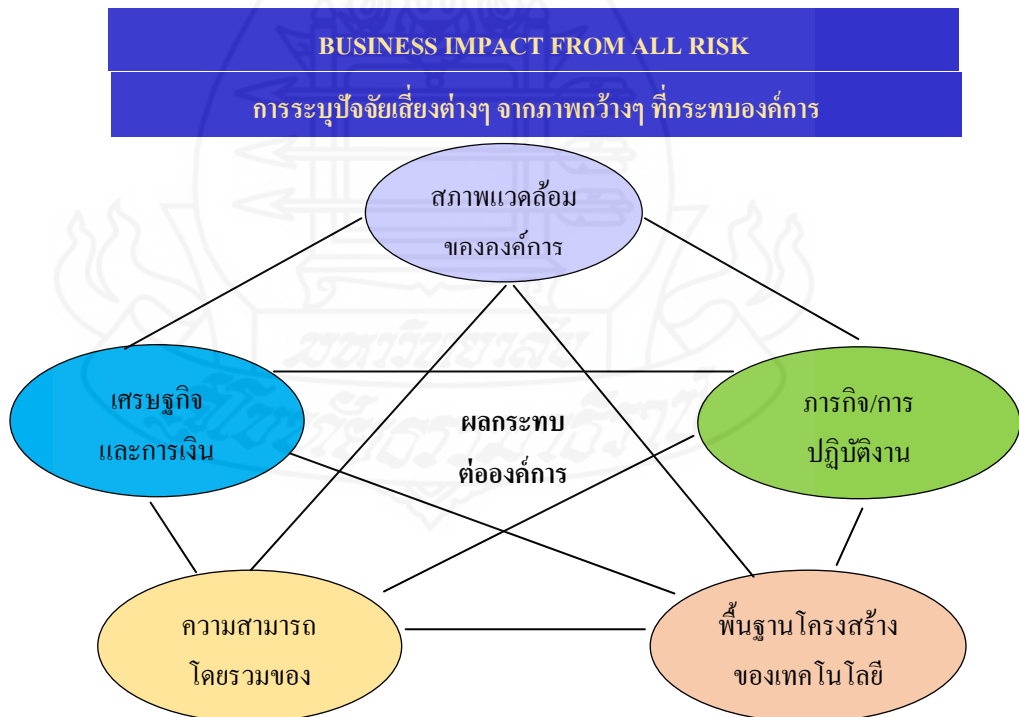 BUSINESS IMPACT FROM ALL RISK
การระบุปัจจัยเสี่ยงต่างๆ จากภาพกว้างๆ ที่กระทบองค์การ
สภาพแวดล้อม
ขององค์การ
เศรษฐกิจ
และการเงิน
ผลกระทบ
ต่อองค์การ
ภารกิจ/การ
ปฏิบัติงาน
ความสามารถ
โดยรวมของ
พื้นฐานโครงสร้าง
ของเทคโนโลยี